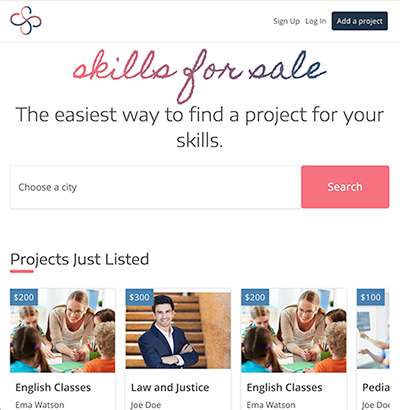 Sign Up Log In Add a project
skills for sale
The easiest way to find a project for your
skills.
Choose a city Search
Projects Just Listed
$200 $300 $200 $100
English Classes Law and Justice English Classes Pedia
Ema Watson Joe Doe Ema Watson Joe Do